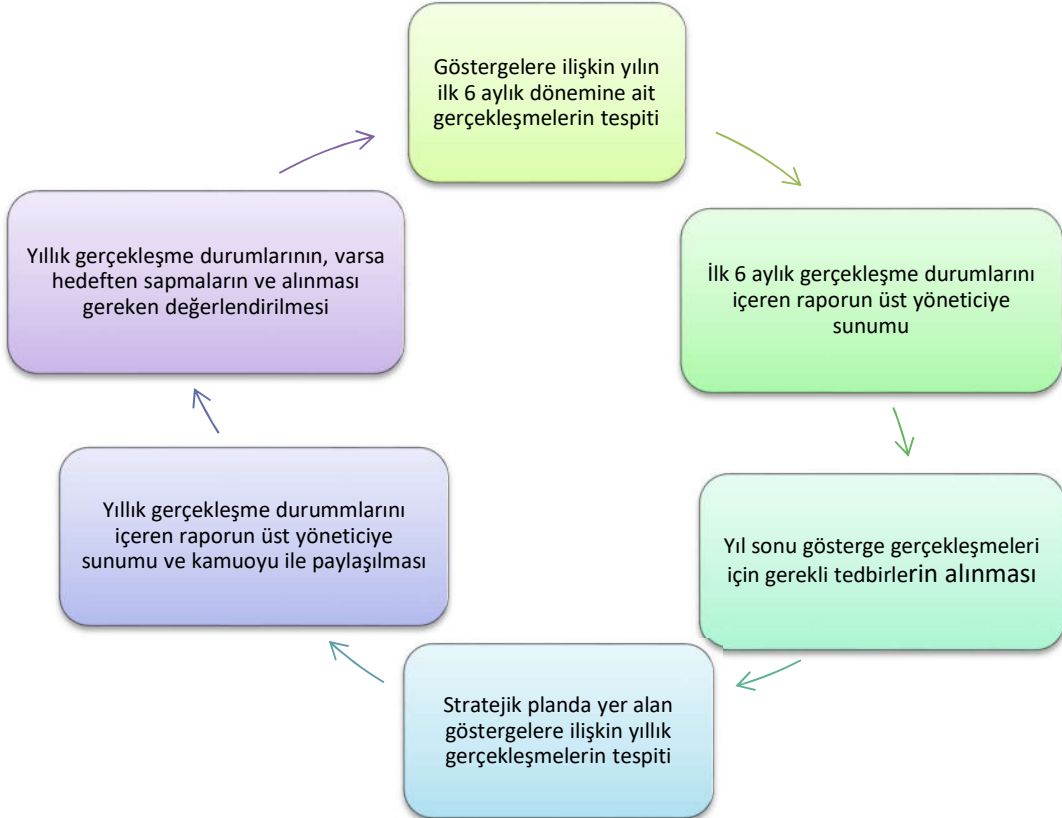 Göstergelere ilişkin yılın
ilk 6 aylık dönemine ait
gerçekleşmelerin tespiti
İlk 6 aylık gerçekleşme durumlarını
içeren raporun üst yöneticiye
sunumu
Yıl sonu gösterge gerçekleşmeleri
için gerekli tedbirlerin alınması
Stratejik planda yer alan
göstergelere ilişkin yıllık
gerçekleşmelerin tespiti
Yıllık gerçekleşme durummlarını
içeren raporun üst yöneticiye
sunumu ve kamuoyu ile paylaşılması
Yıllık gerçekleşme durumlarının, varsa
hedeften sapmaların ve alınması
gereken değerlendirilmesi